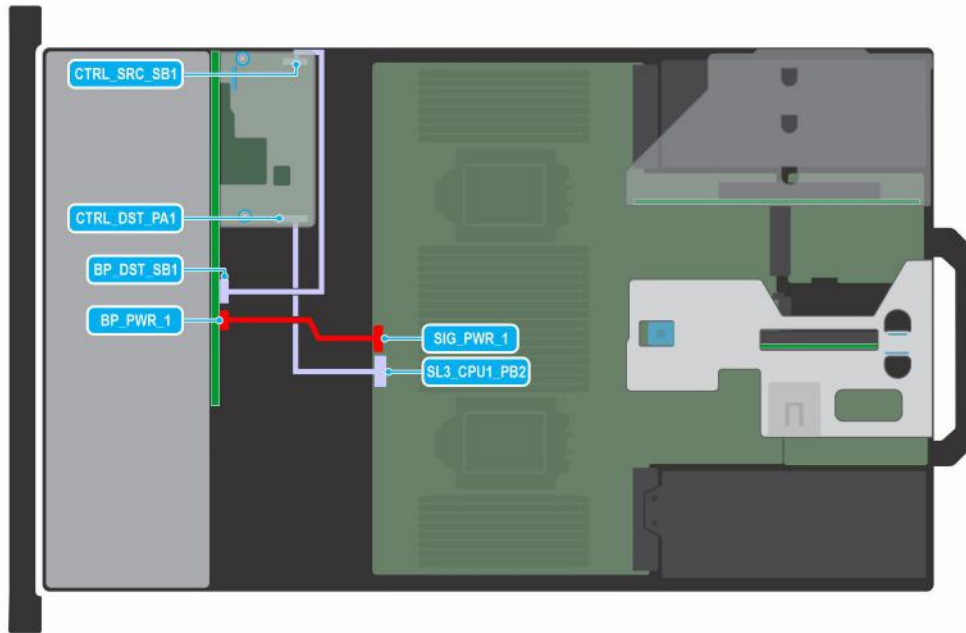 CTRL_SRC_SB1
CTRL_DST_PA1
BP_DST_SB1
BP_PWR_1
SIG_PWR_1
SL3_CPU1_PB2